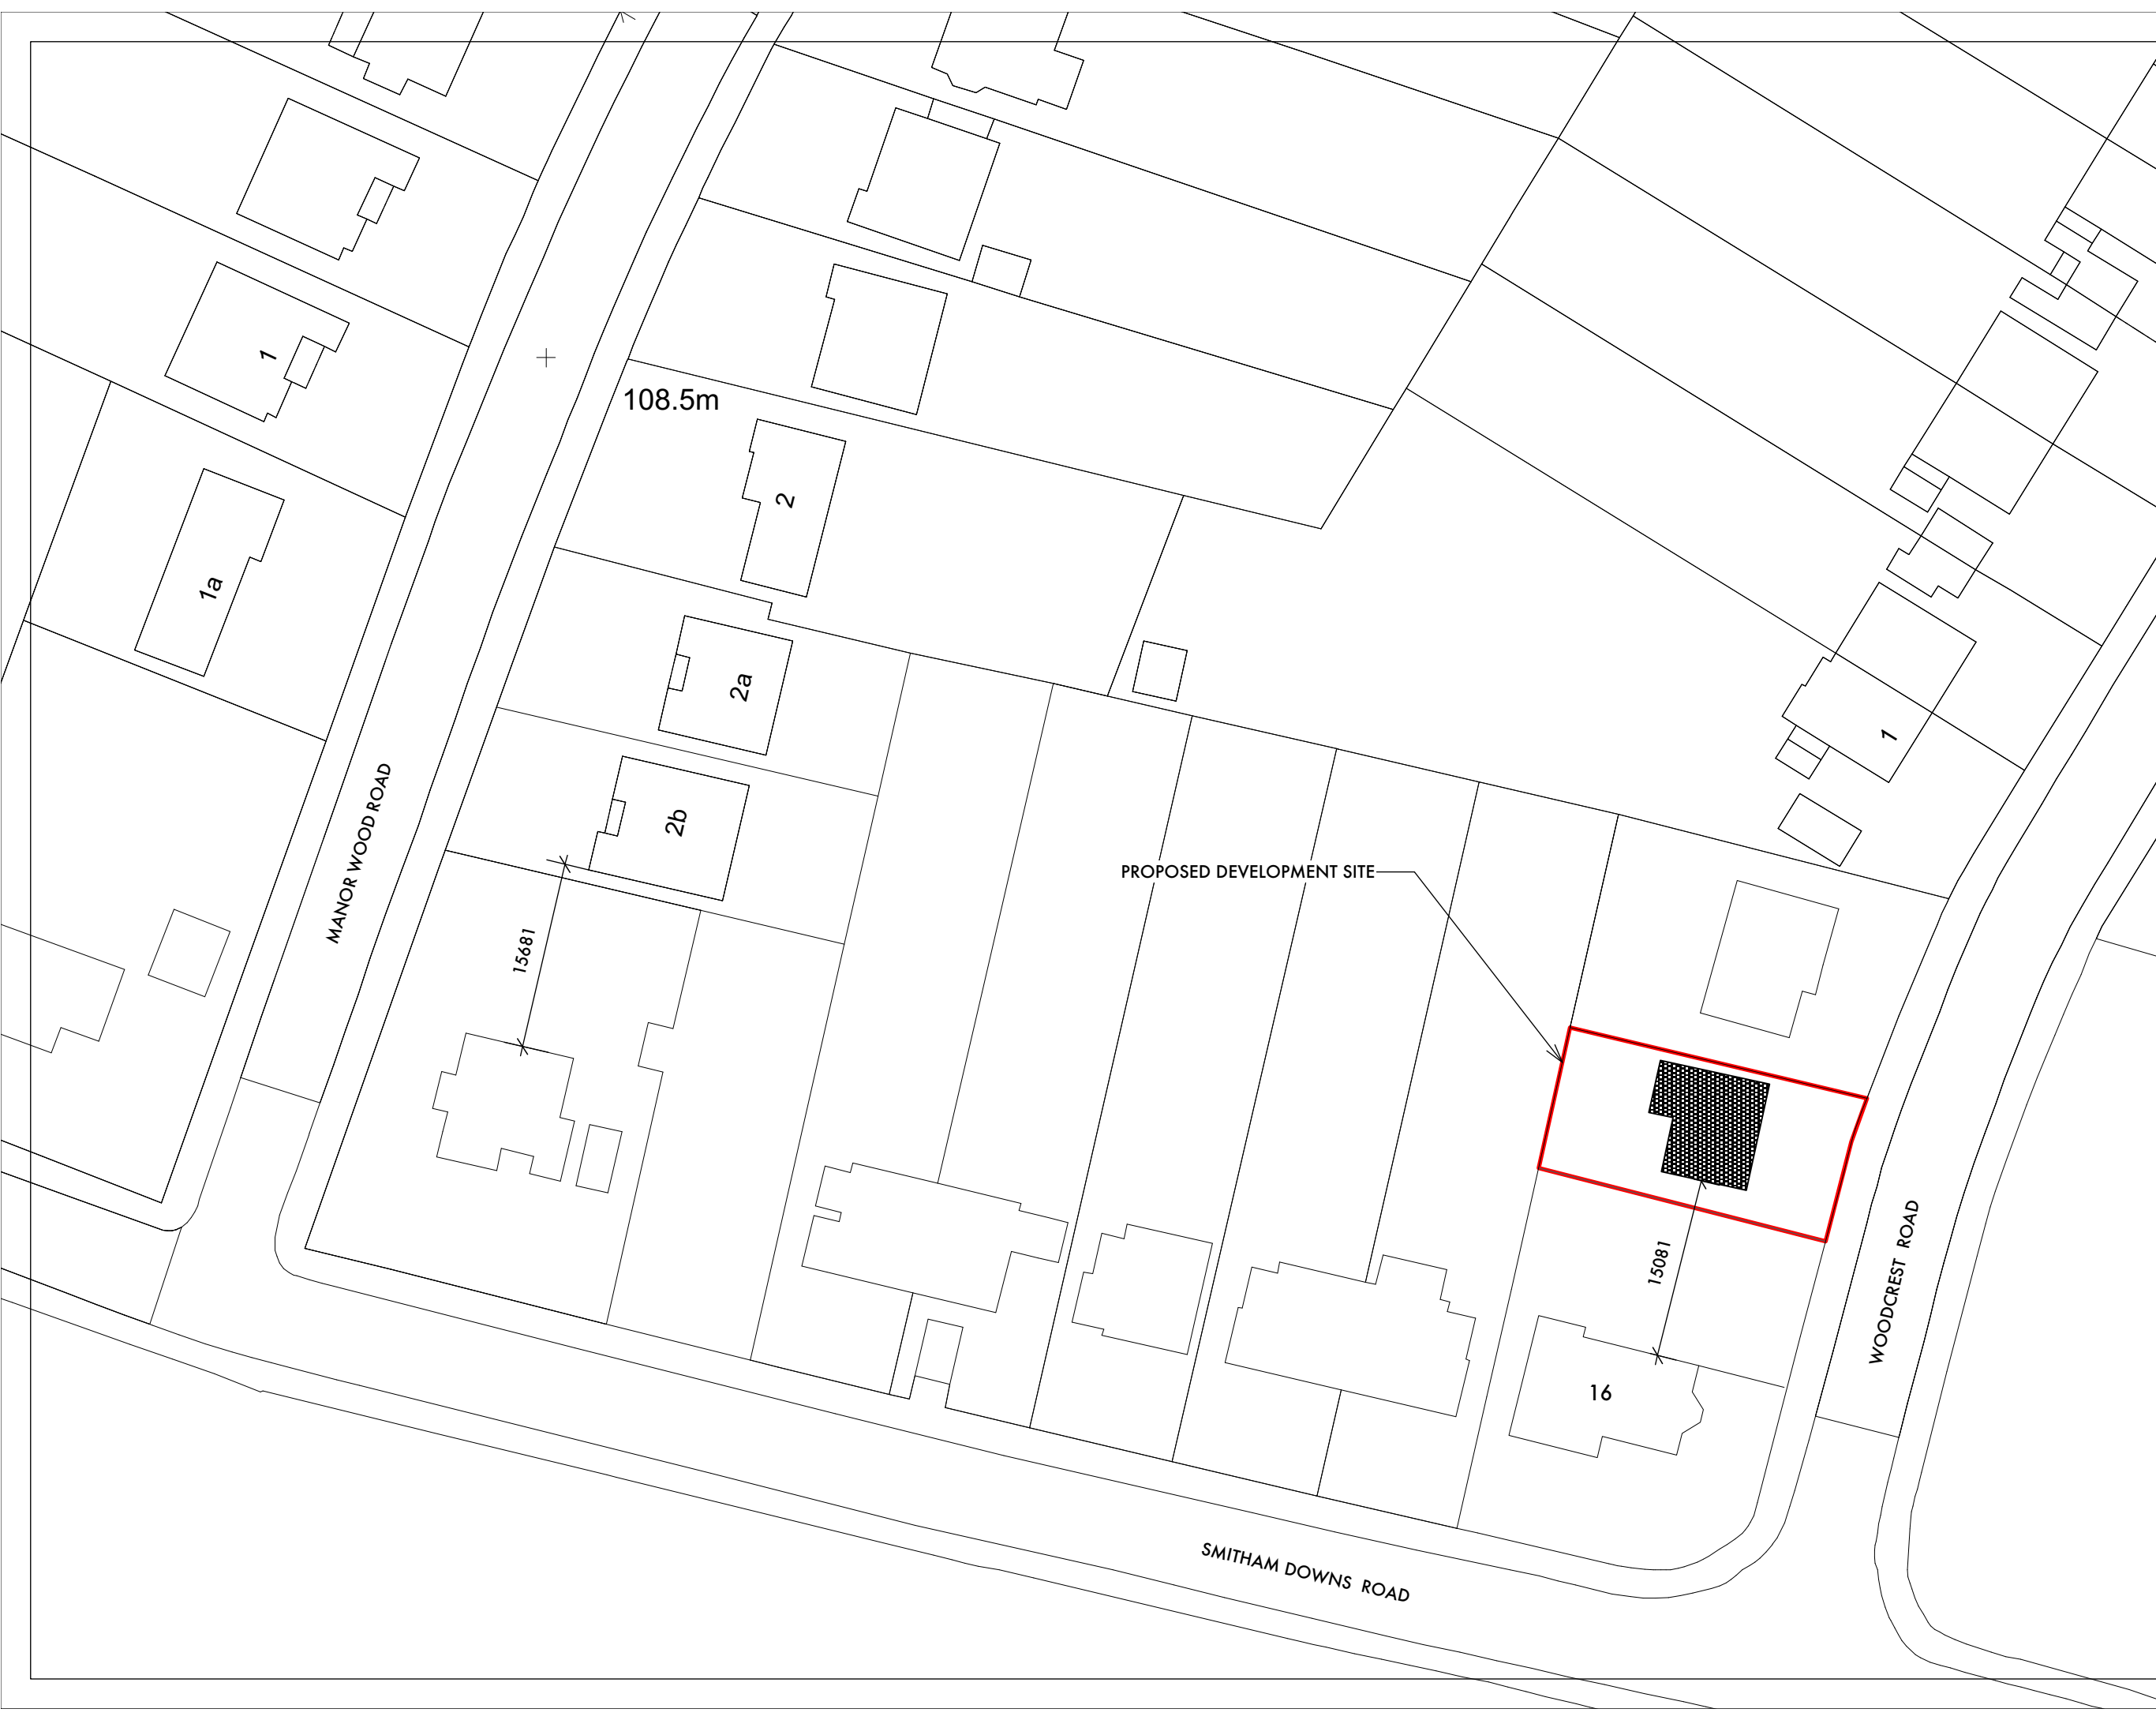 1
108.5m
2
1a
2a
1
2b
MANOR WOOD ROAD
PROPOSED DEVELOPMENT SITE
15681
15081
WOODCREST ROAD
16
SMITHAM DOWNS ROAD